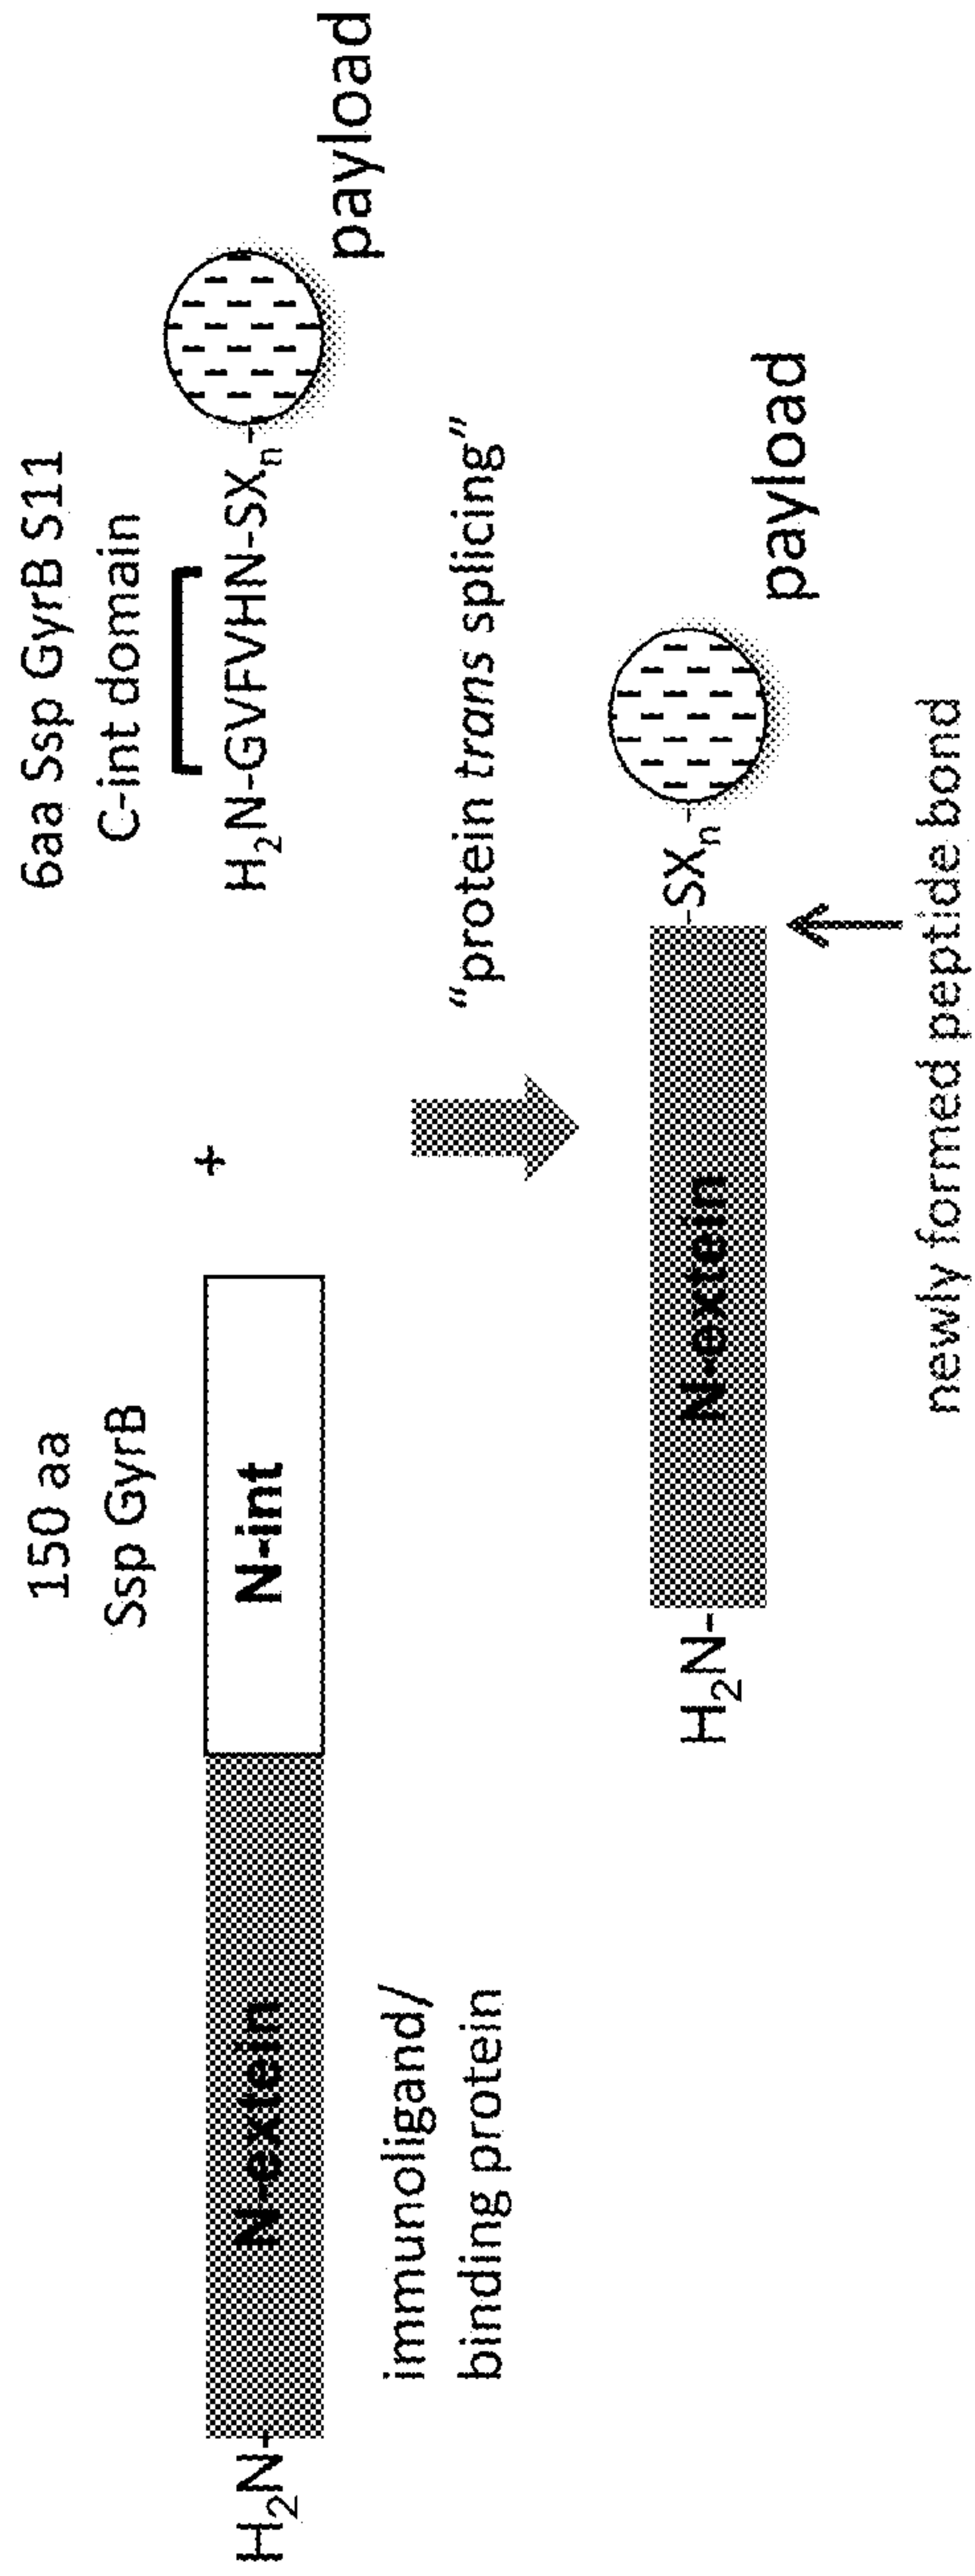 150 aa
Ssp GyrB
6aa Ssp GyrB S11
C-int domain
H₂N-
N-extein
N-int
+
H₂N-GVFVHN-SXₙ-
payload
immunoligand/
binding protein
“protein trans splicing”
H₂N-
N-extein
-SXₙ-
payload
newly formed peptide bond